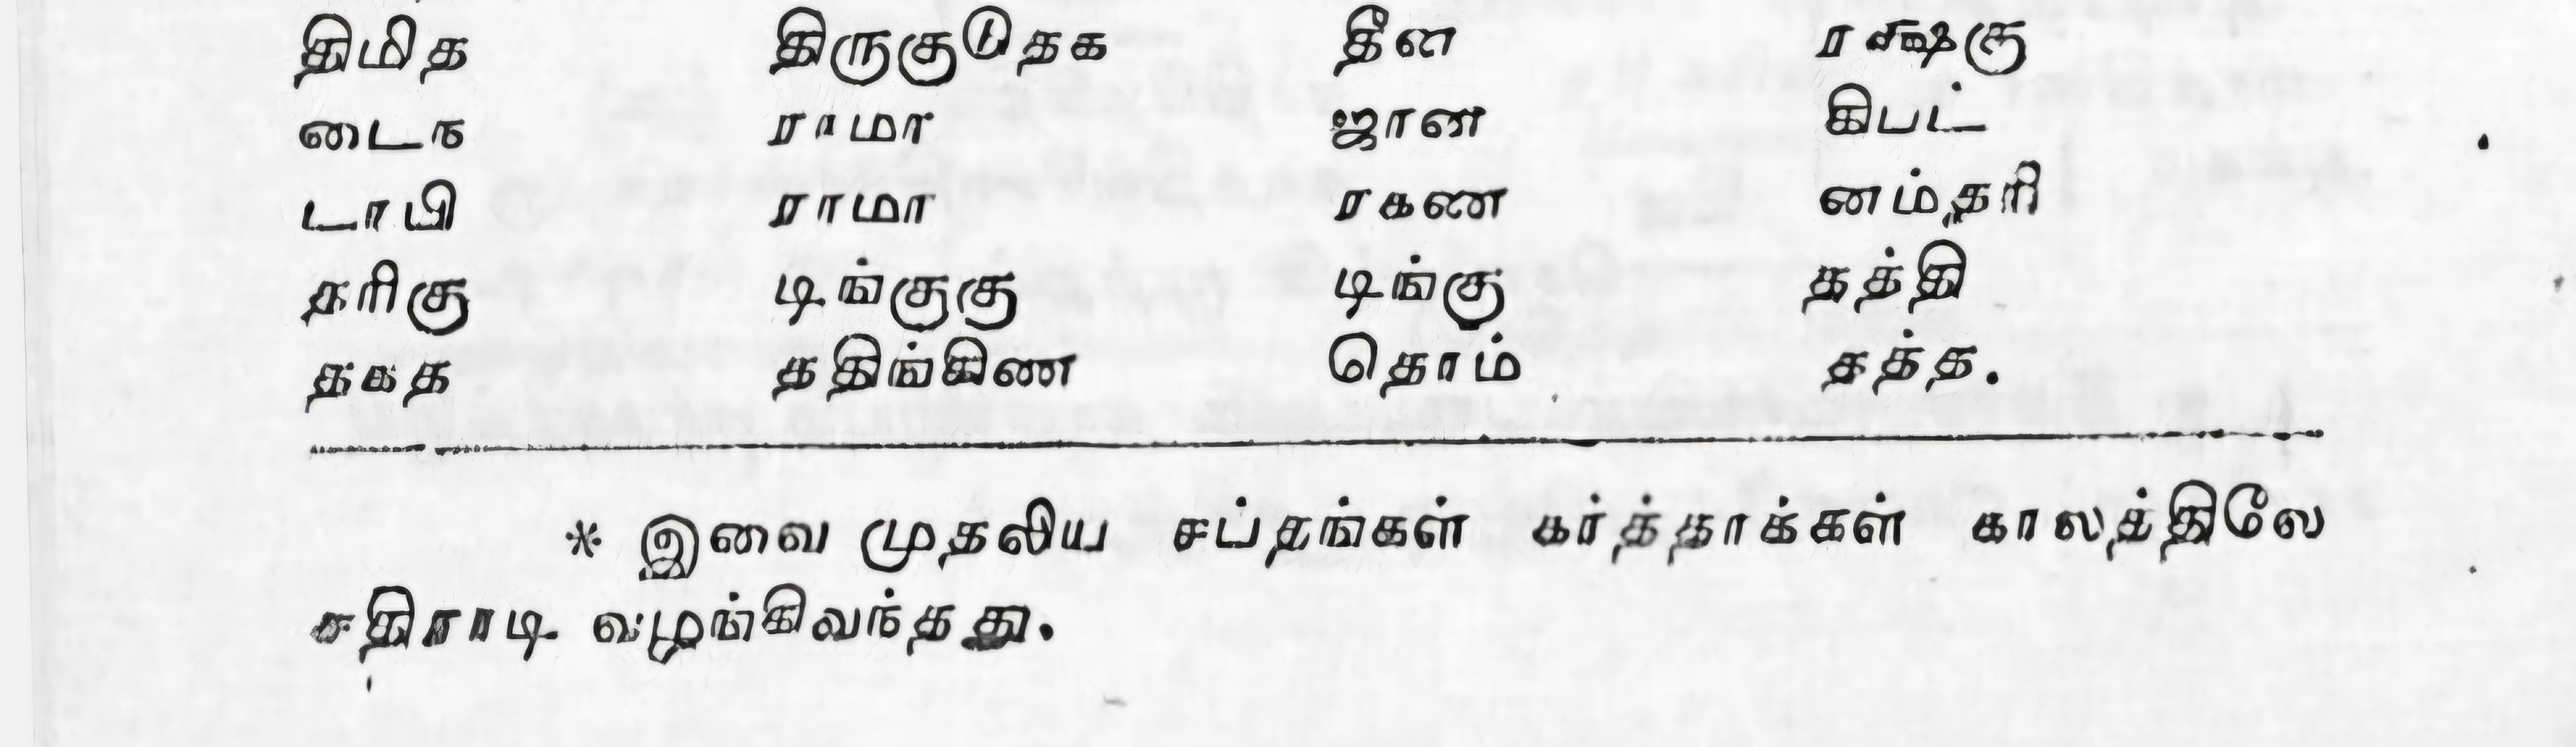 திமித திருகுடுதக தீன ரக்ஷகு
டைந ராமா ஜான கிபட்
டாபி ராமா ரகண னம்தரி
தரிகு டிங்குகு டிங்கு தத்தி
தகத ததிங்கிண தொம் தத்த.
* இவை முதலிய சப்தங்கள் கர்த்தாக்கள் காலத்திலே
சதிராடி வழங்கிவந்தது.